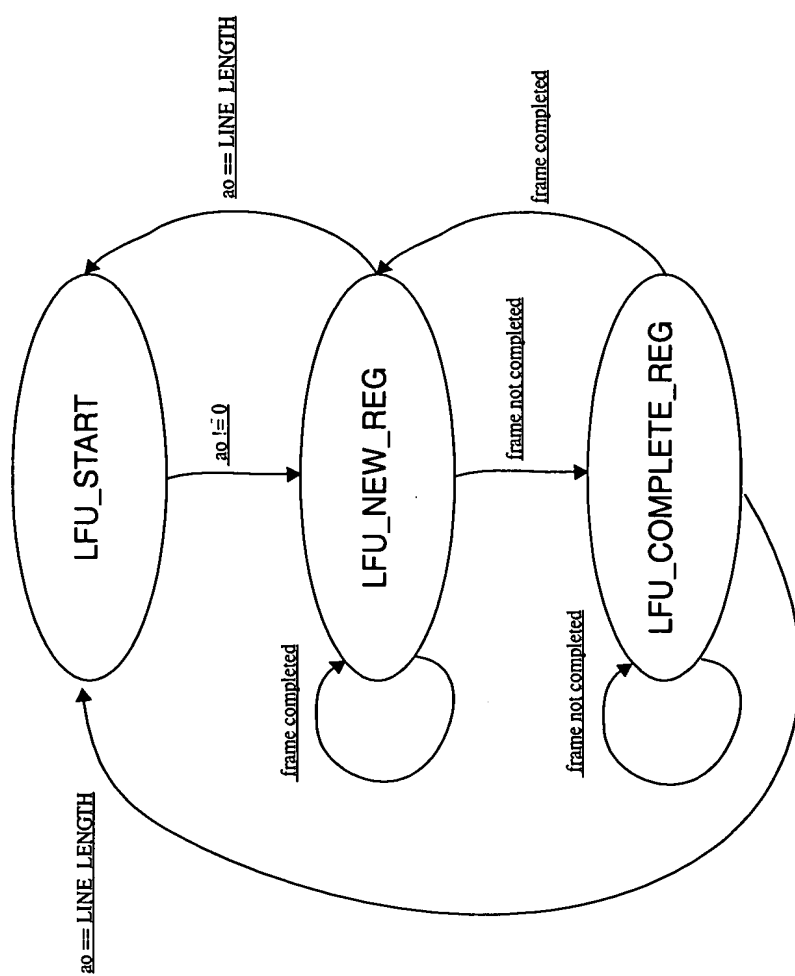 LFU_START
ao == LINE_LENGTH
ao == LINE_LENGTH
ao != 0
LFU_NEW_REG
frame completed
frame completed
frame not completed
LFU_COMPLETE_REG
frame not completed